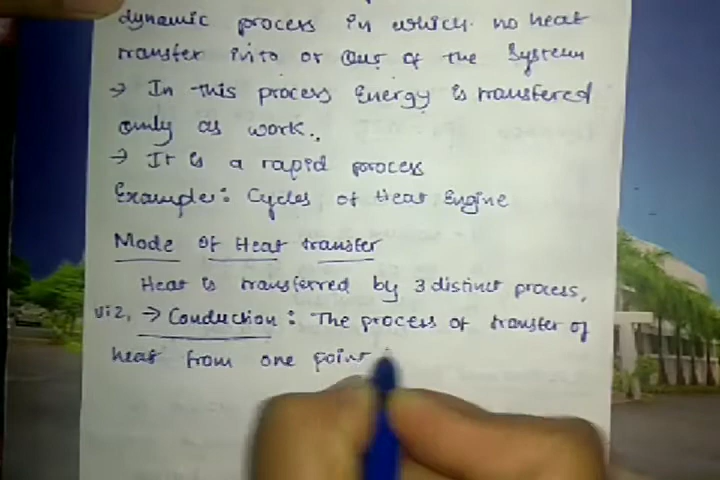 dynamic process in which no heat
transfer into or out of the System
→ In this process Energy is transferred
only as work.
→ It is a rapid process
Example: Cycles of Heat Engine
Mode of Heat transfer
Heat is transferred by 3 distinct process,
viz, → Conduction: The process of transfer of
heat from one point